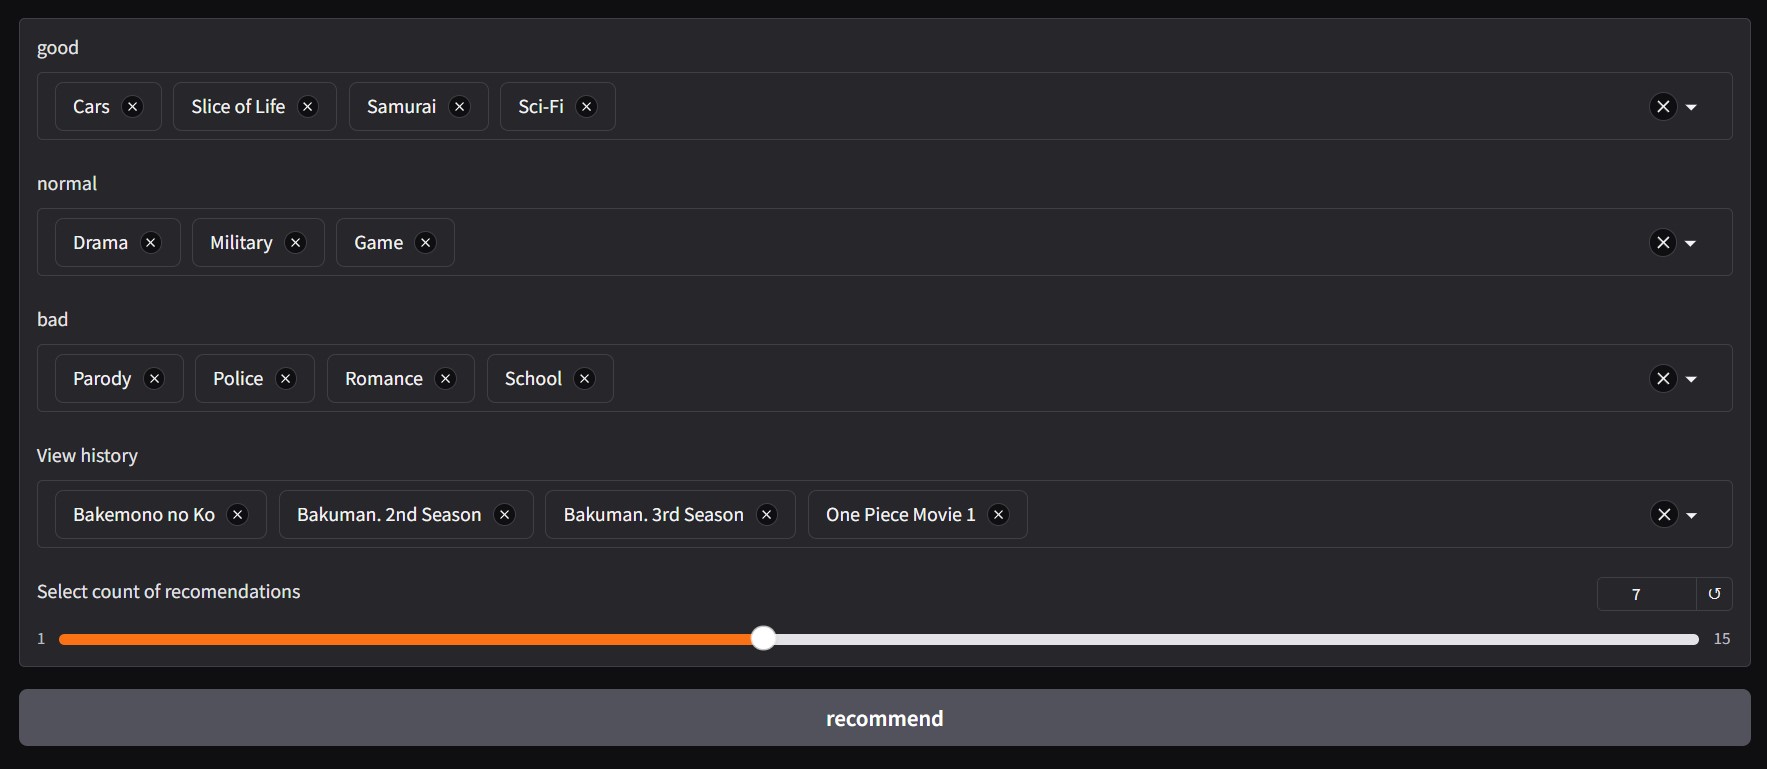 good
Cars Slice of Life Samurai Sci-Fi
normal
Drama Military Game
bad
Parody Police Romance School
View history
Bakemono no Ko Bakuman. 2nd Season Bakuman. 3rd Season One Piece Movie 1
Select count of recomendations 7
1 15
recommend